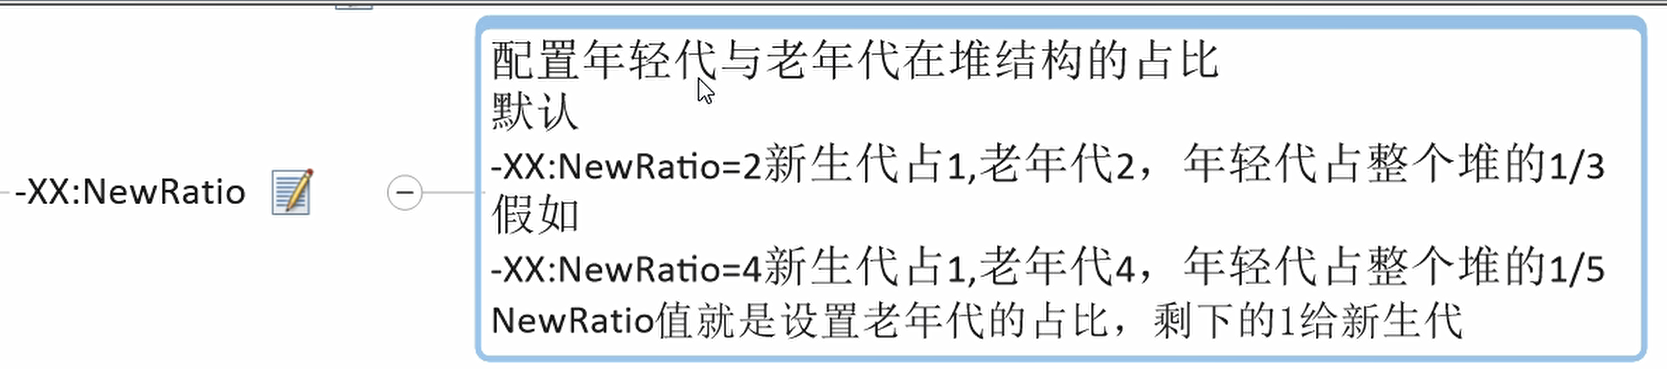 -XX:NewRatio
配置年轻代与老年代在堆结构的占比
默认
-XX:NewRatio=2新生代占1,老年代2，年轻代占整个堆的1/3
假如
-XX:NewRatio=4新生代占1,老年代4，年轻代占整个堆的1/5
NewRatio值就是设置老年代的占比，剩下的1给新生代